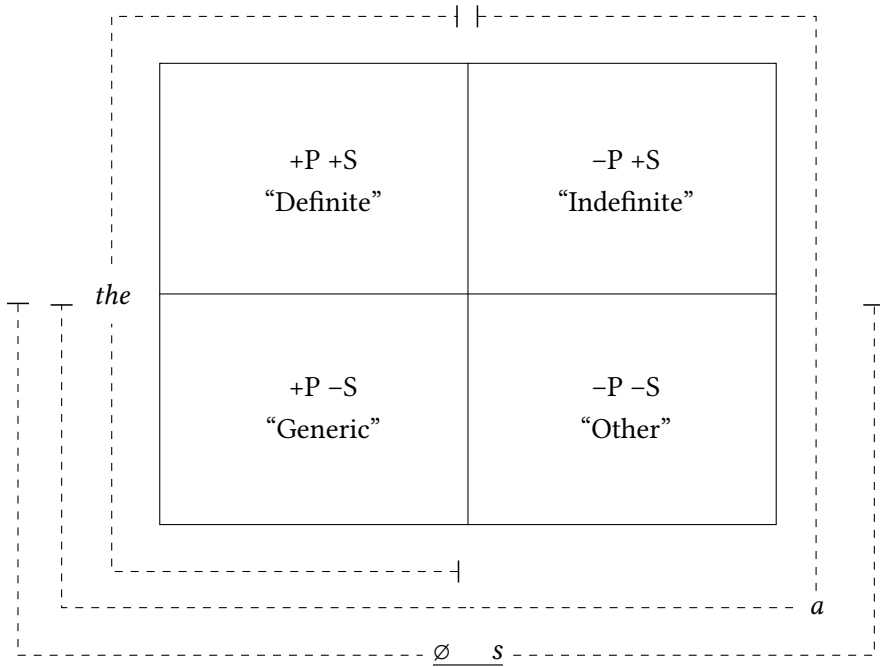 +P +S
“Definite”
–P +S
“Indefinite”
the
+P –S
“Generic”
–P –S
“Other”
a
∅ s